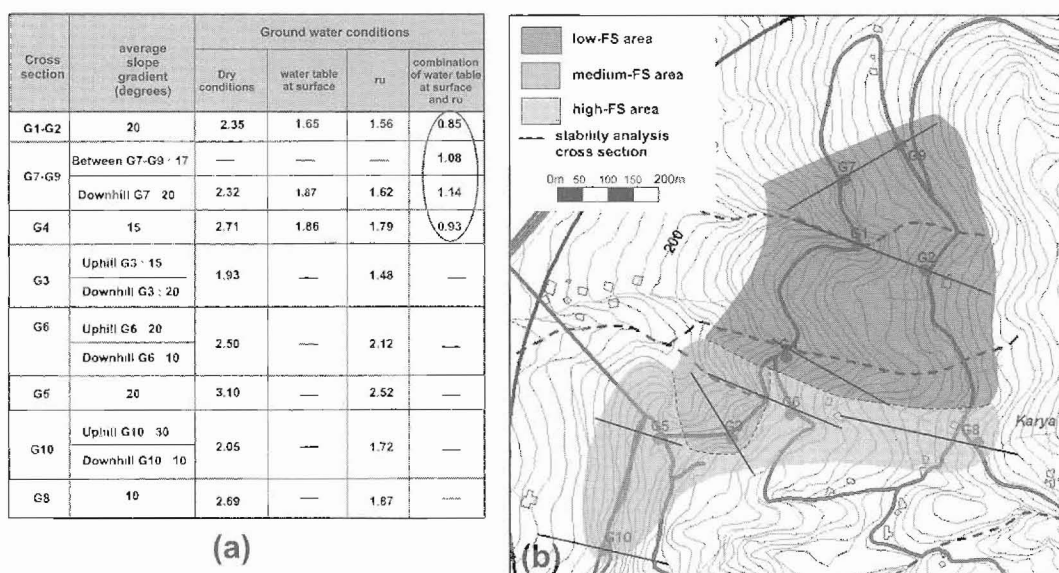 Cross section
average slope gradient (degrees)
Ground water conditions
Dry conditions
water table at surface
ru
combination of water table at surface and ru
G1-G2 20 2.35 1.65 1.56 0.85
G7-G9 Between G7-G9 : 17 — — — 1.08
Downhill G7 20 2.32 1.87 1.62 1.14
G4 15 2.71 1.86 1.79 0.93
G3 Uphill G3 : 15 1.93 — 1.48 —
Downhill G3 : 20
G6 Uphill G6 20 2.50 — 2.12 —
Downhill G6 10
G5 20 3.10 — 2.52 —
G10 Uphill G10 30 2.05 — 1.72 —
Downhill G10 10
G8 10 2.69 — 1.87 —
(a)
low-FS area
medium-FS area
high-FS area
stability analysis cross section
0m 50 100 150 200m
200
G7
G9
G1
G2
G6
G5
G3
G8
Karya
G10
(b)